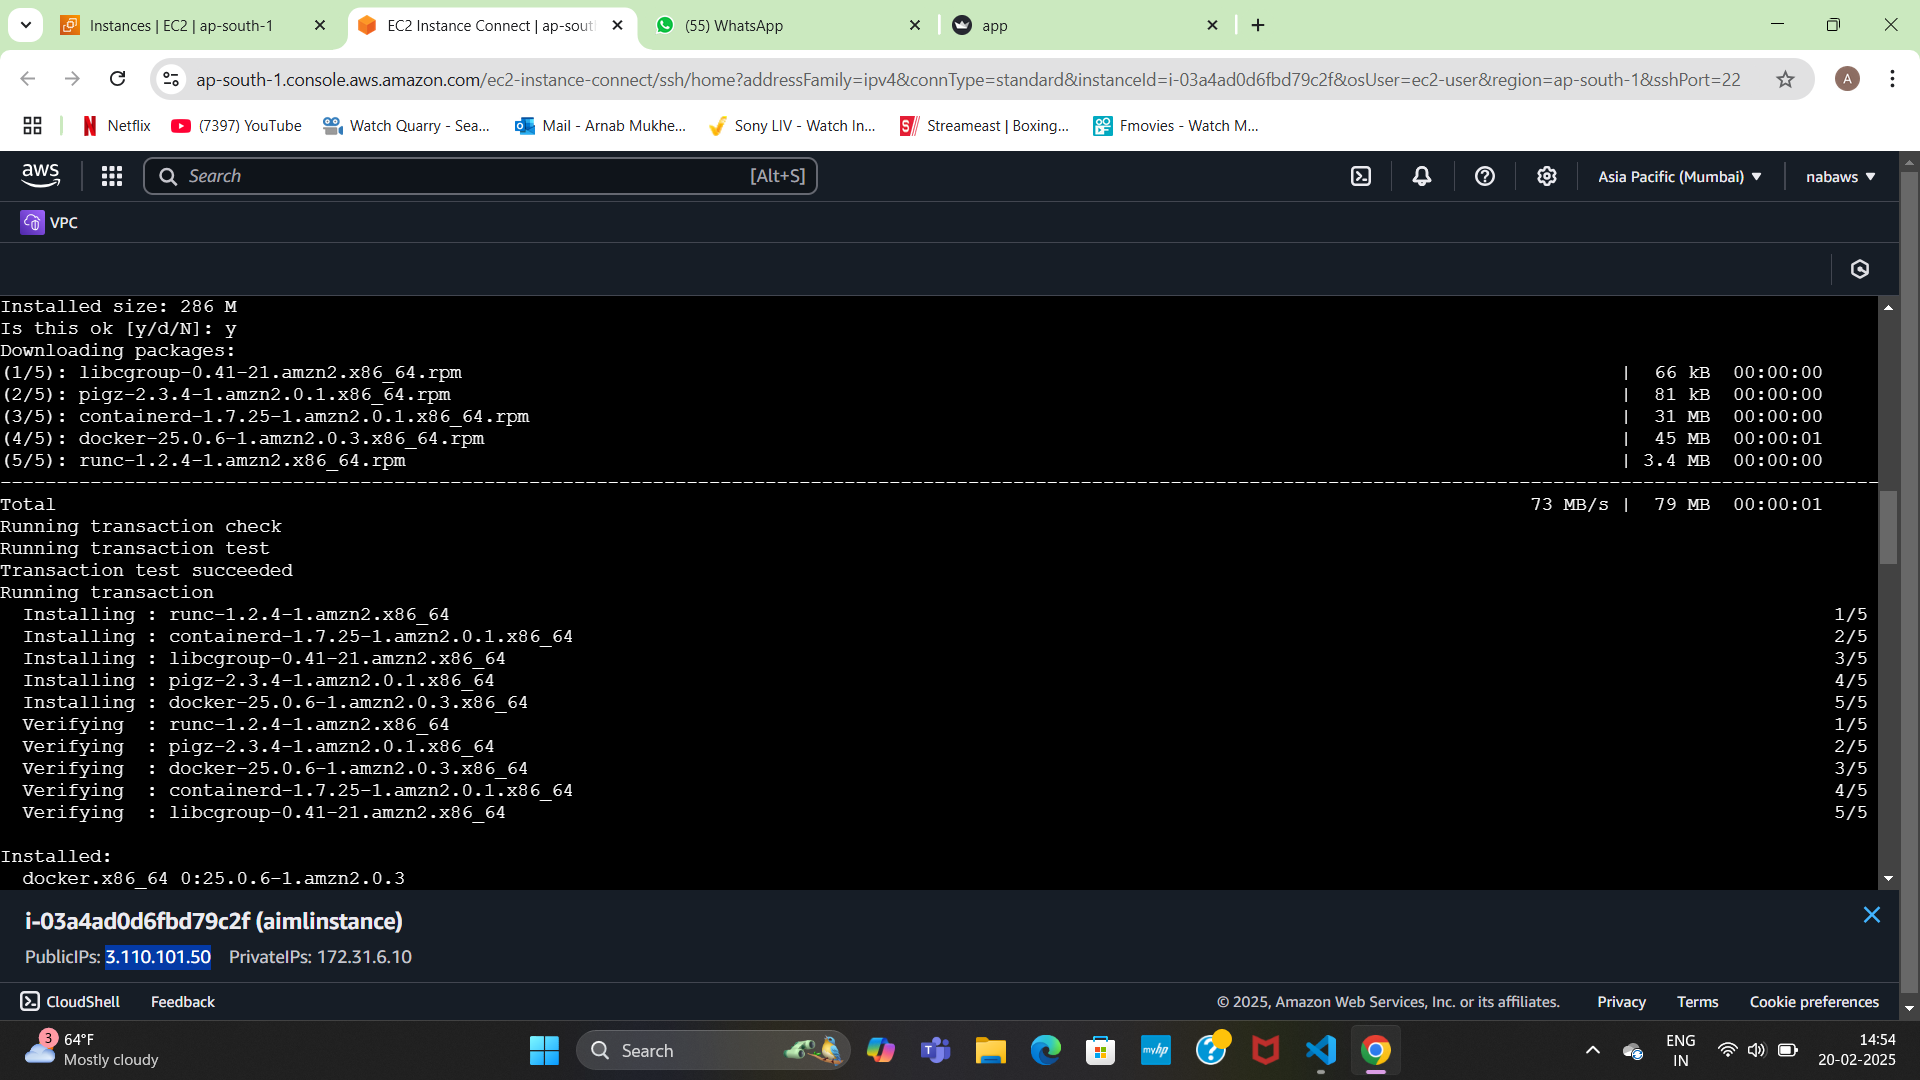 Instances | EC2 | ap-south-1
EC2 Instance Connect | ap-sout
(55) WhatsApp
app
ap-south-1.console.aws.amazon.com/ec2-instance-connect/ssh/home?addressFamily=ipv4&connType=standard&instanceId=i-03a4ad0d6fbd79c2f&osUser=ec2-user&region=ap-south-1&sshPort=22
A
Netflix
(7397) YouTube
Watch Quarry - Sea...
Mail - Arnab Mukhe...
Sony LIV - Watch In...
Streameast | Boxing...
Fmovies - Watch M...
aws
Search
[Alt+S]
Asia Pacific (Mumbai)
nabaws
VPC
Installed size: 286 M
Is this ok [y/d/N]: y
Downloading packages:
(1/5): libcgroup-0.41-21.amzn2.x86_64.rpm | 66 kB 00:00:00
(2/5): pigz-2.3.4-1.amzn2.0.1.x86_64.rpm | 81 kB 00:00:00
(3/5): containerd-1.7.25-1.amzn2.0.1.x86_64.rpm | 31 MB 00:00:00
(4/5): docker-25.0.6-1.amzn2.0.3.x86_64.rpm | 45 MB 00:00:01
(5/5): runc-1.2.4-1.amzn2.x86_64.rpm | 3.4 MB 00:00:00
Total 73 MB/s | 79 MB 00:00:01
Running transaction check
Running transaction test
Transaction test succeeded
Running transaction
Installing : runc-1.2.4-1.amzn2.x86_64 1/5
Installing : containerd-1.7.25-1.amzn2.0.1.x86_64 2/5
Installing : libcgroup-0.41-21.amzn2.x86_64 3/5
Installing : pigz-2.3.4-1.amzn2.0.1.x86_64 4/5
Installing : docker-25.0.6-1.amzn2.0.3.x86_64 5/5
Verifying : runc-1.2.4-1.amzn2.x86_64 1/5
Verifying : pigz-2.3.4-1.amzn2.0.1.x86_64 2/5
Verifying : docker-25.0.6-1.amzn2.0.3.x86_64 3/5
Verifying : containerd-1.7.25-1.amzn2.0.1.x86_64 4/5
Verifying : libcgroup-0.41-21.amzn2.x86_64 5/5
Installed:
docker.x86_64 0:25.0.6-1.amzn2.0.3
i-03a4ad0d6fbd79c2f (aimlinstance)
PublicIPs: 3.110.101.50 PrivateIPs: 172.31.6.10
CloudShell
Feedback
© 2025, Amazon Web Services, Inc. or its affiliates.
Privacy
Terms
Cookie preferences
3
64°F
Mostly cloudy
Search
myhp
ENG
IN
14:54
20-02-2025